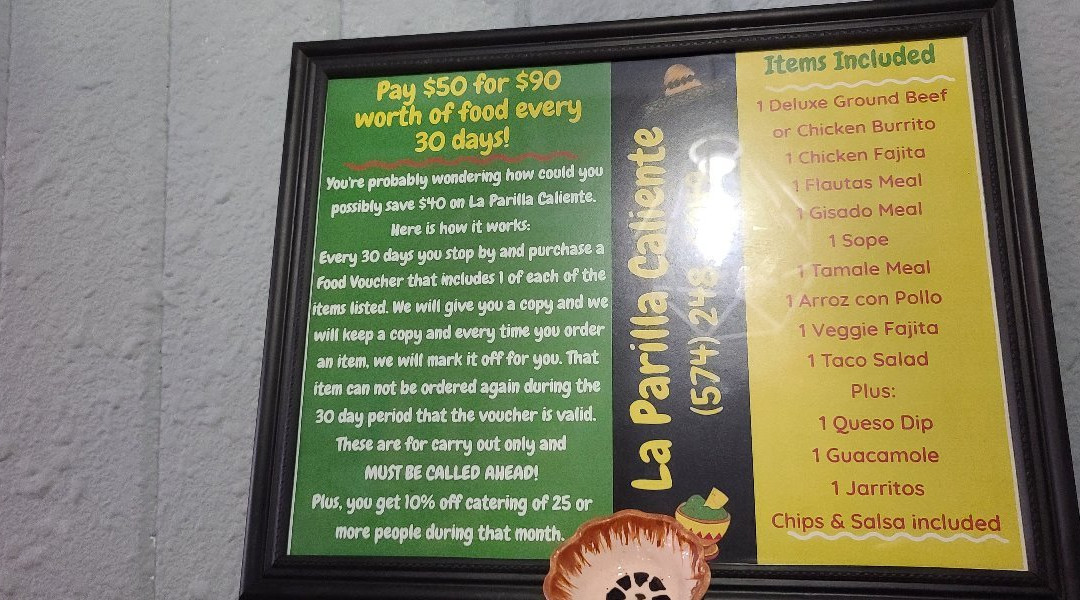 Pay $50 for $90
worth of food every
30 days!
You're probably wondering how could you
possibly save $40 on La Parilla Caliente.
Here is how it works:
Every 30 days you stop by and purchase a
Food Voucher that includes 1 of each of the
items listed. We will give you a copy and we
will keep a copy and every time you order
an item, we will mark it off for you. That
item can not be ordered again during the
30 day period that the voucher is valid.
These are for carry out only and
MUST BE CALLED AHEAD!
Plus, you get 10% off catering of 25 or
more people during that month.
La Parilla Caliente
(574) 248
Items Included
1 Deluxe Ground Beef
or Chicken Burrito
1 Chicken Fajita
1 Flautas Meal
1 Gisado Meal
1 Sope
1 Tamale Meal
1 Arroz con Pollo
1 Veggie Fajita
1 Taco Salad
Plus:
1 Queso Dip
1 Guacamole
1 Jarritos
Chips & Salsa included